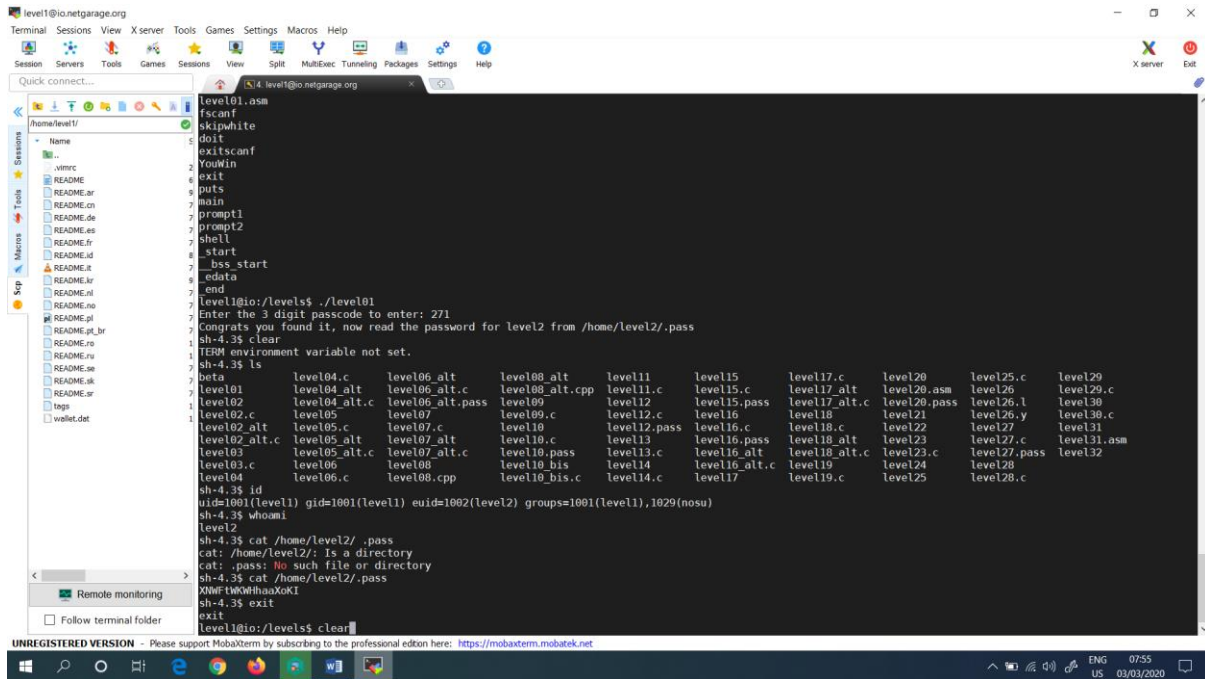 level1@io.netgarage.org
Terminal Sessions View X server Tools Games Settings Macros Help
Session Servers Tools Games Sessions View Split MultiExec Tunneling Packages Settings Help X server Exit
Quick connect...
4. level1@io.netgarage.org
/home/level1/
Name
..
.vimrc
README
README.ar
README.cn
README.de
README.es
README.fr
README.id
README.it
README.kr
README.nl
README.no
README.pl
README.pt_br
README.ro
README.ru
README.se
README.sk
README.sr
tags
wallet.dat
Sessions
Tools
Macros
Scp
Remote monitoring
Follow terminal folder
level01.asm
fscanf
skipwhite
doit
exitscanf
YouWin
exit
puts
main
prompt1
prompt2
shell
_start
__bss_start
_edata
_end
level1@io:/levels$ ./level01
Enter the 3 digit passcode to enter: 271
Congrats you found it, now read the password for level2 from /home/level2/.pass
sh-4.3$ clear
TERM environment variable not set.
sh-4.3$ ls
beta level04.c level06_alt level08_alt level11 level15 level17.c level20 level25.c level29
level01 level04_alt level06_alt.c level08_alt.cpp level11.c level15.c level17_alt level20.asm level26 level29.c
level02 level04_alt.c level06_alt.pass level09 level12 level15.pass level17_alt.c level20.pass level26.l level30
level02.c level05 level07 level09.c level12.c level16 level18 level21 level26.y level30.c
level02_alt level05.c level07.c level10 level12.pass level16.c level18.c level22 level27 level31
level02_alt.c level05_alt level07_alt level10.c level13 level16.pass level18_alt level23 level27.c level31.asm
level03 level05_alt.c level07_alt.c level10.pass level13.c level16_alt level18_alt.c level23.c level27.pass level32
level03.c level06 level08 level10_bis level14 level16_alt.c level19 level24 level28
level04 level06.c level08.cpp level10_bis.c level14.c level17 level19.c level25 level28.c
sh-4.3$ id
uid=1001(level1) gid=1001(level1) euid=1002(level2) groups=1001(level1),1029(nosu)
sh-4.3$ whoami
level2
sh-4.3$ cat /home/level2/ .pass
cat: /home/level2/: Is a directory
cat: .pass: No such file or directory
sh-4.3$ cat /home/level2/.pass
XNWFtWKWHhaaXoKI
sh-4.3$ exit
exit
level1@io:/levels$ clear
UNREGISTERED VERSION - Please support MobaXterm by subscribing to the professional edition here: https://mobaxterm.mobatek.net
ENG 07:55
US 03/03/2020